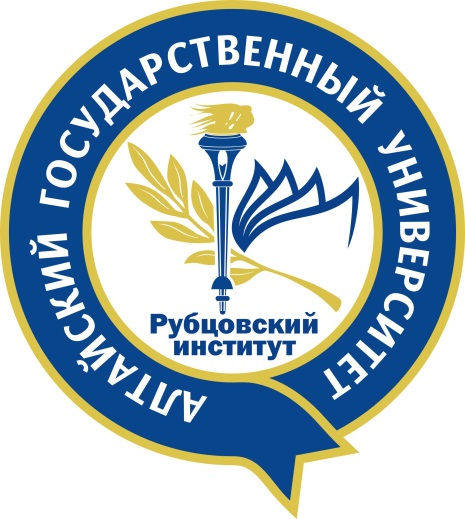 АЛТАЙСКИЙ ГОСУДАРСТВЕННЫЙ УНИВЕРСИТЕТ
Рубцовский
институт